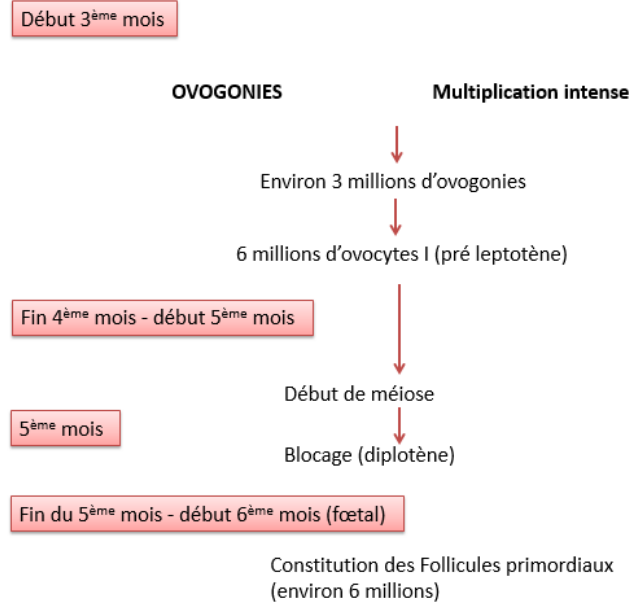 Début 3ème mois
OVOGONIES Multiplication intense
Environ 3 millions d’ovogonies
6 millions d’ovocytes I (pré leptotène)
Fin 4ème mois - début 5ème mois
Début de méiose
5ème mois
Blocage (diplotène)
Fin du 5ème mois - début 6ème mois (fœtal)
Constitution des Follicules primordiaux
(environ 6 millions)